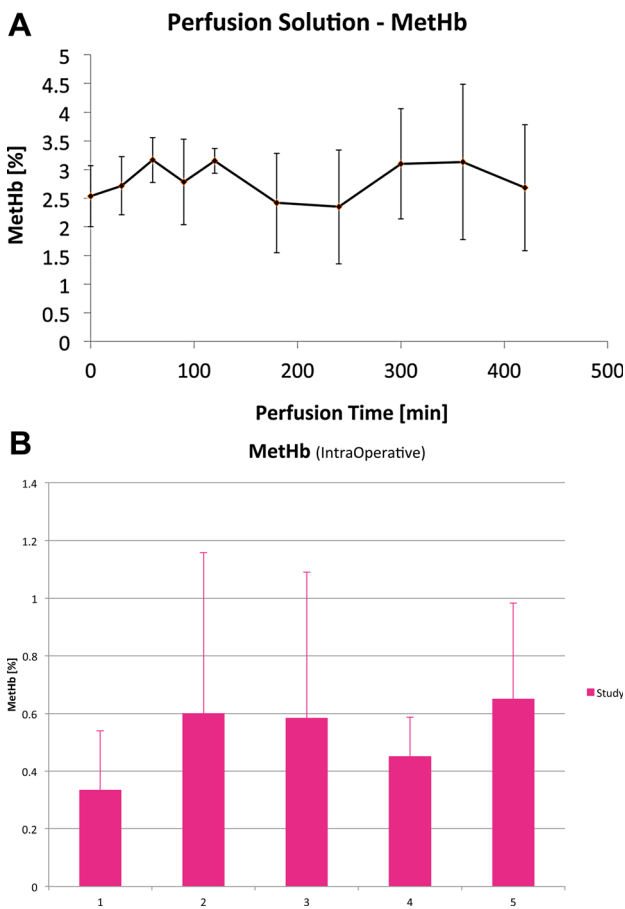 A
Perfusion Solution - MetHb
5
4.5
4
3.5
3
2.5
2
1.5
1
0.5
0
MetHb [%]
0 100 200 300 400 500
Perfusion Time [min]
B
MetHb (IntraOperative)
1.4
1.2
1
0.8
0.6
0.4
0.2
0
MetHb [%]
Study
1 2 3 4 5